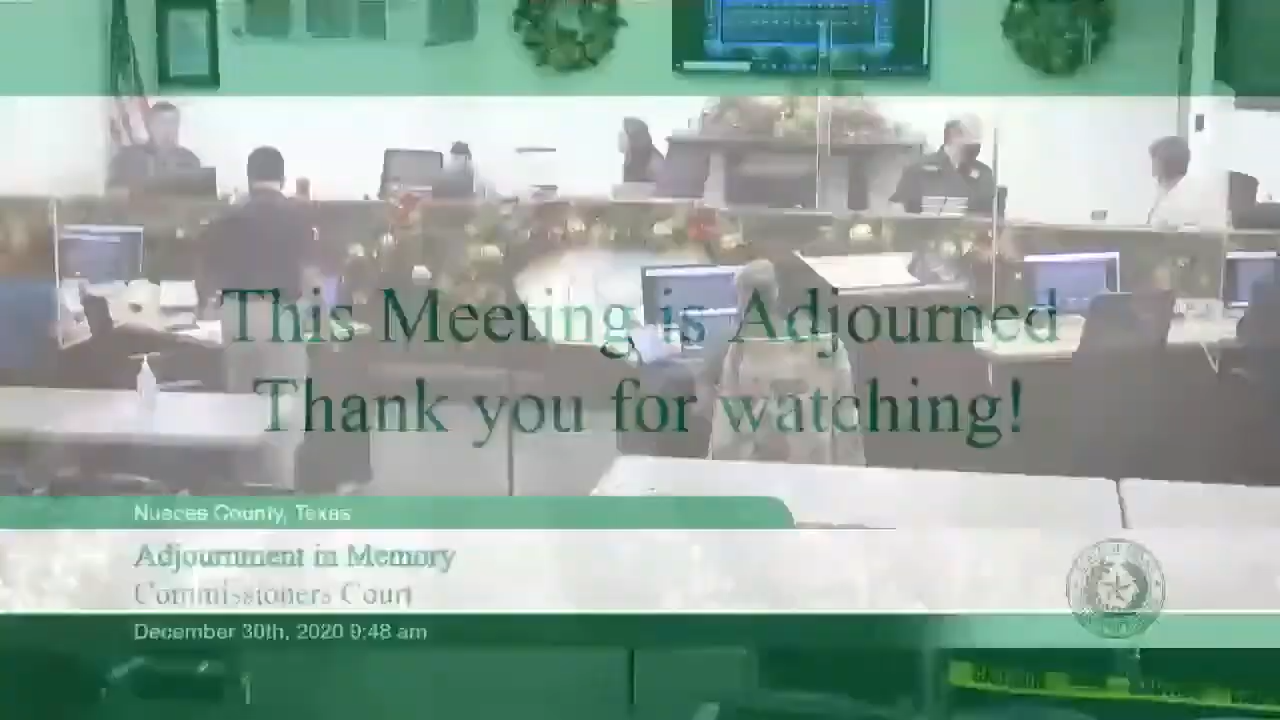 This Meeting is Adjourned
Thank you for watching!
Nueces County, Texas
Adjournment in Memory
Commissioners Court
December 30th, 2020 9:48 am